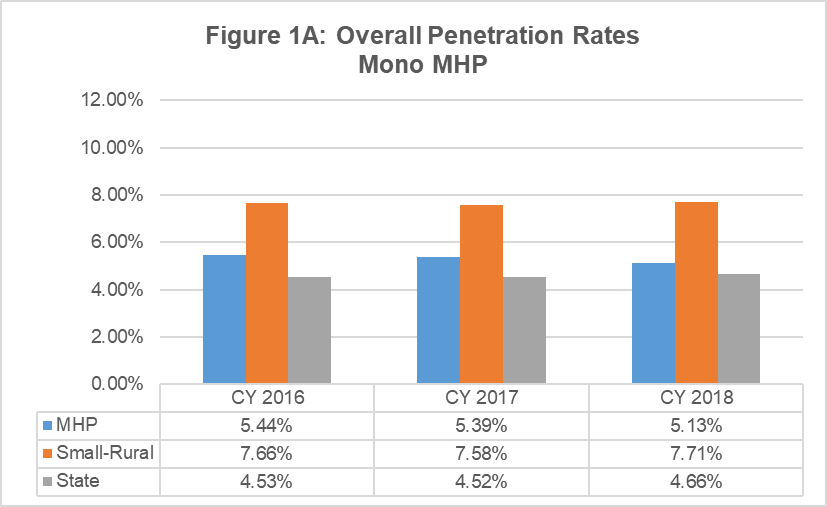 Figure 1A: Overall Penetration Rates
Mono MHP
12.00%
10.00%
8.00%
6.00%
4.00%
2.00%
0.00%
CY 2016 CY 2017 CY 2018
MHP 5.44% 5.39% 5.13%
Small-Rural 7.66% 7.58% 7.71%
State 4.53% 4.52% 4.66%